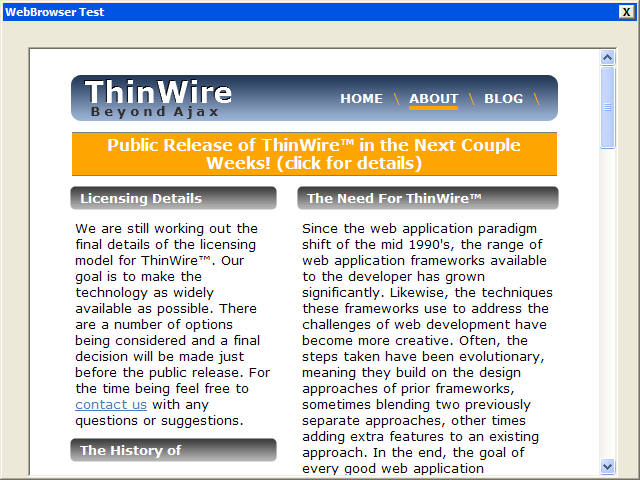 WebBrowser Test
X
ThinWire
Beyond Ajax
HOME \ ABOUT \ BLOG \
Public Release of ThinWire™ in the Next Couple
Weeks! (click for details)
Licensing Details
We are still working out the
final details of the licensing
model for ThinWire™. Our
goal is to make the
technology as widely
available as possible. There
are a number of options
being considered and a final
decision will be made just
before the public release. For
the time being feel free to
contact us with any
questions or suggestions.
The History of
The Need For ThinWire™
Since the web application paradigm
shift of the mid 1990's, the range of
web application frameworks available
to the developer has grown
significantly. Likewise, the techniques
these frameworks use to address the
challenges of web development have
become more creative. Often, the
steps taken have been evolutionary,
meaning they build on the design
approaches of prior frameworks,
sometimes blending two previously
separate approaches, other times
adding extra features to an existing
approach. In the end, the goal of
every good web application